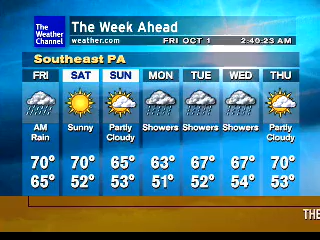 The Weather Channel
The Week Ahead
weather.com FRI OCT 1 2:49:23 AM
Southeast PA
FRI SAT SUN MON TUE WED THU
AM Rain Sunny Partly Cloudy Showers Showers Showers Partly Cloudy
70° 70° 65° 63° 67° 67° 70°
65° 52° 53° 51° 52° 54° 53°
THE